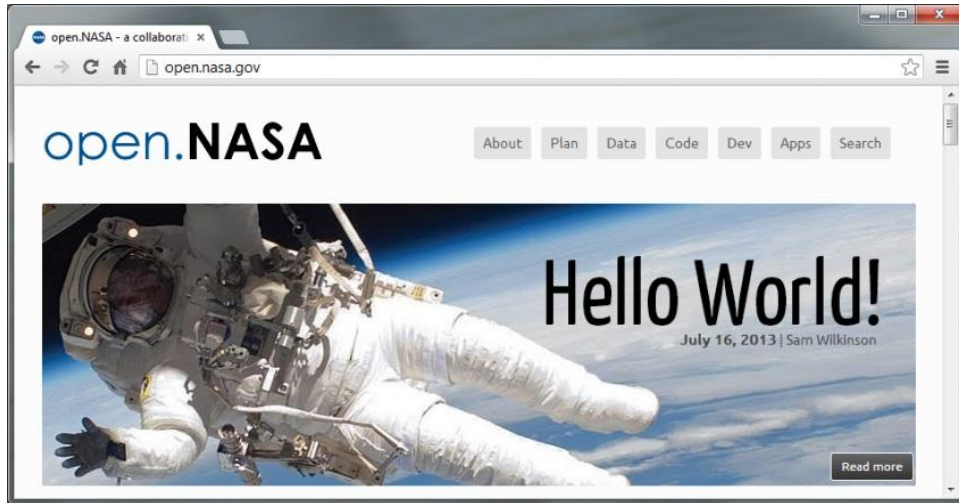 open.NASA - a collaborati
open.nasa.gov
open.NASA
About Plan Data Code Dev Apps Search
Hello World!
July 16, 2013 | Sam Wilkinson
Read more